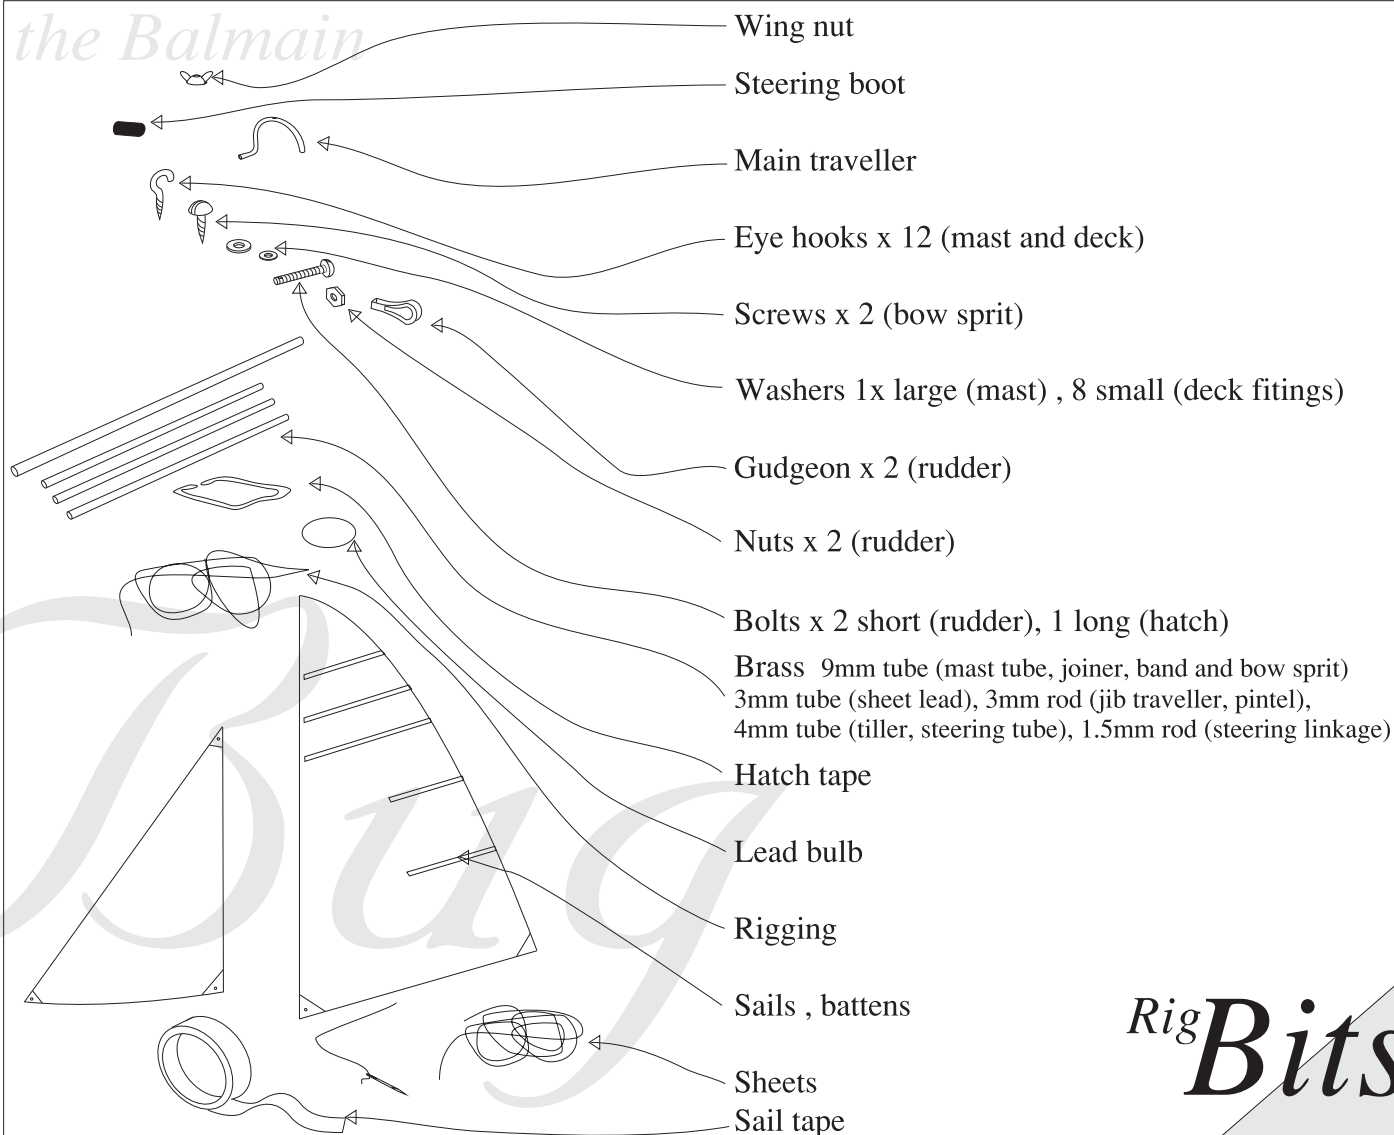 the Balmain
Bug
Wing nut
Steering boot
Main traveller
Eye hooks x 12 (mast and deck)
Screws x 2 (bow sprit)
Washers 1x large (mast) , 8 small (deck fitings)
Gudgeon x 2 (rudder)
Nuts x 2 (rudder)
Bolts x 2 short (rudder), 1 long (hatch)
Brass 9mm tube (mast tube, joiner, band and bow sprit)
3mm tube (sheet lead), 3mm rod (jib traveller, pintel),
4mm tube (tiller, steering tube), 1.5mm rod (steering linkage)
Hatch tape
Lead bulb
Rigging
Sails , battens
Sheets
Sail tape
Rig Bits